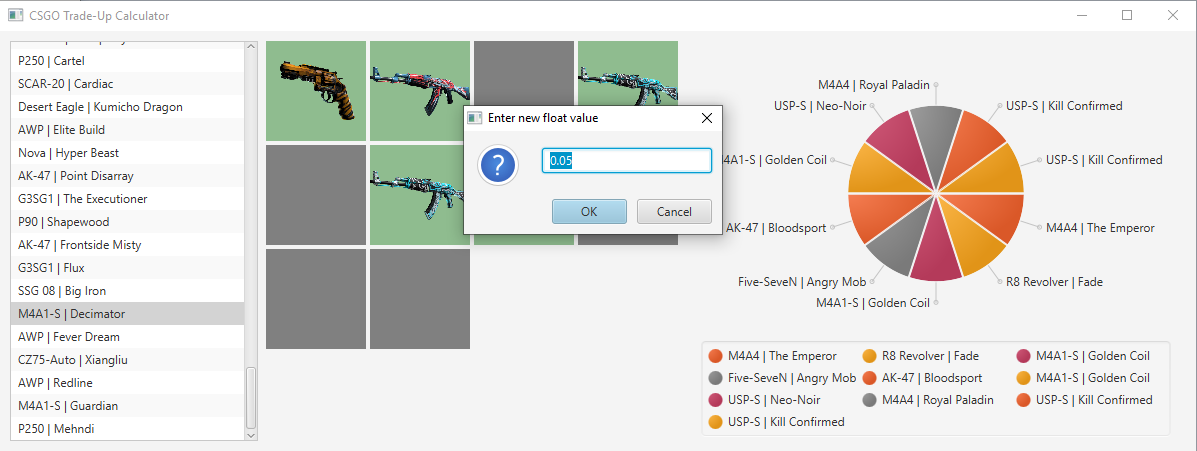 CSGO Trade-Up Calculator
P250 | Cartel
SCAR-20 | Cardiac
Desert Eagle | Kumicho Dragon
AWP | Elite Build
Nova | Hyper Beast
AK-47 | Point Disarray
G3SG1 | The Executioner
P90 | Shapewood
AK-47 | Frontside Misty
G3SG1 | Flux
SSG 08 | Big Iron
M4A1-S | Decimator
AWP | Fever Dream
CZ75-Auto | Xiangliu
AWP | Redline
M4A1-S | Guardian
P250 | Mehndi
Enter new float value
?
0.05
OK
Cancel
M4A4 | Royal Paladin
USP-S | Neo-Noir
USP-S | Kill Confirmed
A1-S | Golden Coil
USP-S | Kill Confirmed
AK-47 | Bloodsport
M4A4 | The Emperor
Five-SeveN | Angry Mob
R8 Revolver | Fade
M4A1-S | Golden Coil
M4A4 | The Emperor
R8 Revolver | Fade
M4A1-S | Golden Coil
Five-SeveN | Angry Mob
AK-47 | Bloodsport
M4A1-S | Golden Coil
USP-S | Neo-Noir
M4A4 | Royal Paladin
USP-S | Kill Confirmed
USP-S | Kill Confirmed